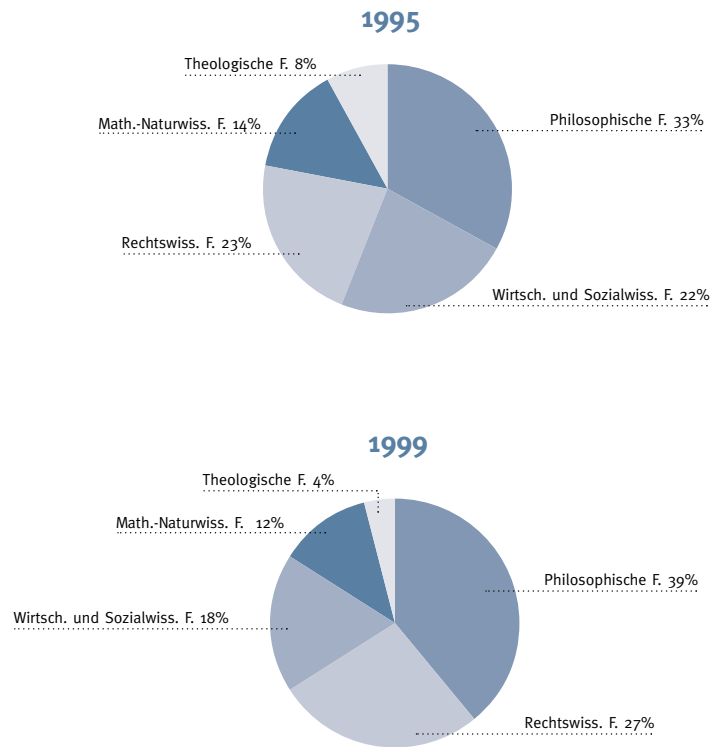 1995
Theologische F. 8%
Philosophische F. 33%
Math.-Naturwiss. F. 14%
Rechtswiss. F. 23%
Wirtsch. und Sozialwiss. F. 22%
1999
Theologische F. 4%
Math.-Naturwiss. F. 12%
Philosophische F. 39%
Wirtsch. und Sozialwiss. F. 18%
Rechtswiss. F. 27%